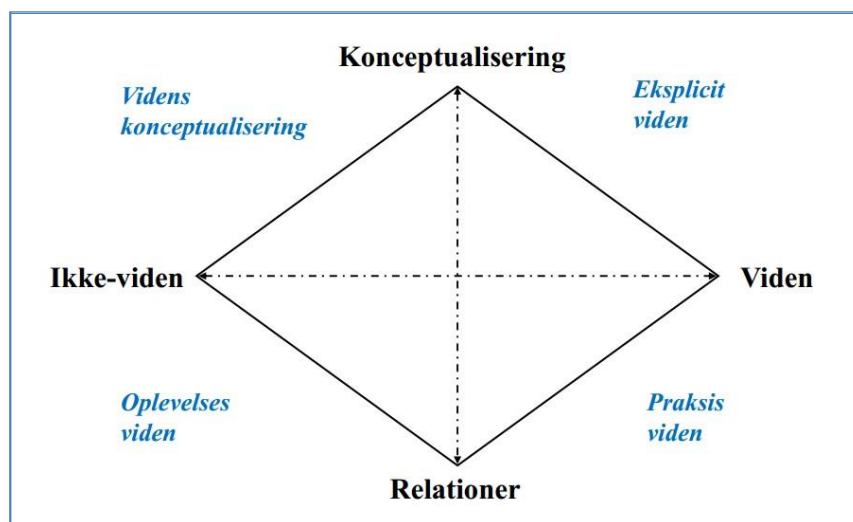 Konceptualisering
Videns
konceptualisering
Eksplicit
viden
Ikke-viden
Viden
Oplevelses
viden
Praksis
viden
Relationer